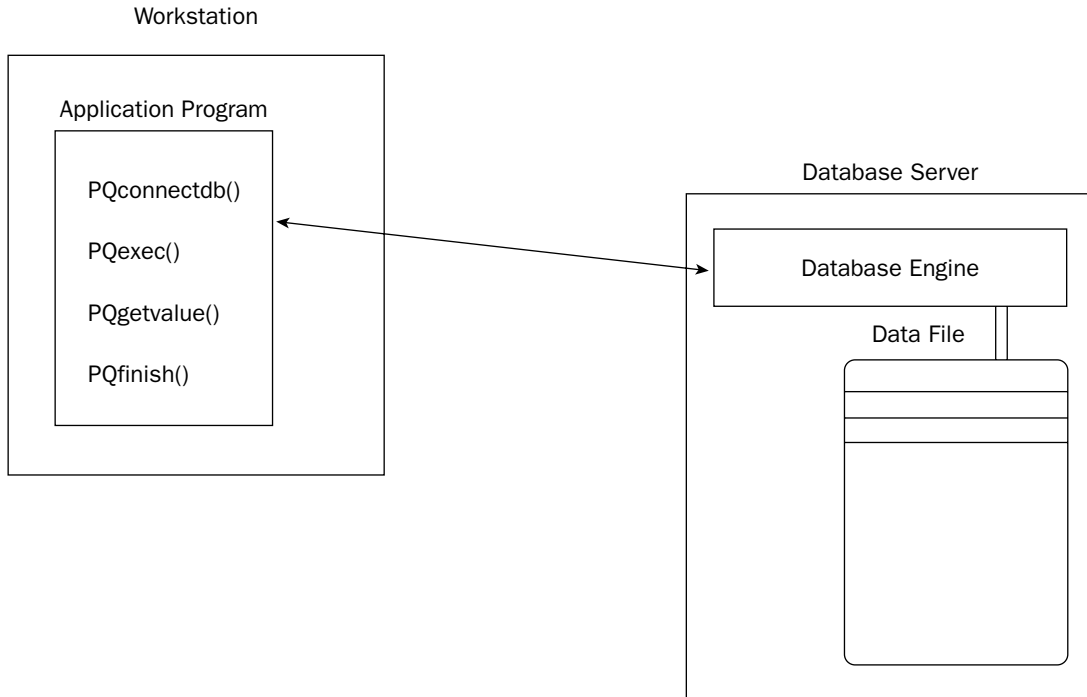 Workstation
Application Program
PQconnectdb()
PQexec()
PQgetvalue()
PQfinish()
Database Server
Database Engine
Data File